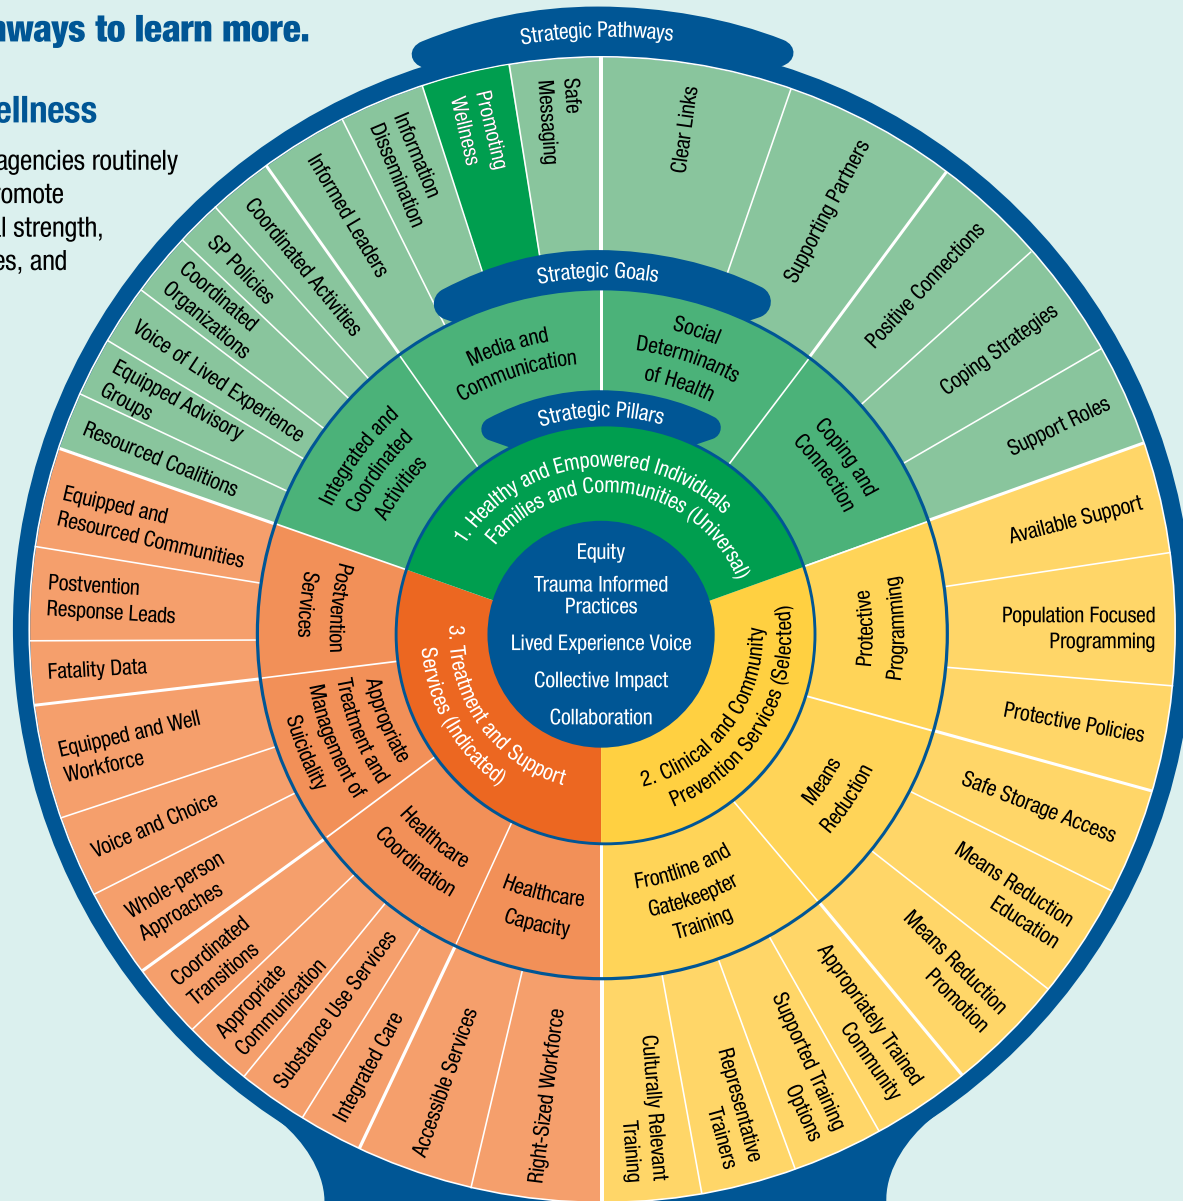 nways to learn more.
ellness
agencies routinely
romote
l strength,
es, and
Strategic Pathways
Promoting
Wellness
Safe
Messaging
Clear Links
Supporting Partners
Positive Connections
Coping Strategies
Support Roles
Information
Dissemination
Informed Leaders
Coordinated Activities
SP Policies
Coordinated
Organizations
Voice of Lived Experience
Equipped Advisory
Groups
Resourced Coalitions
Strategic Goals
Media and
Communication
Social
Determinants
of Health
Coping and
Connection
Integrated and
Coordinated
Activities
Strategic Pillars
1. Healthy and Empowered Individuals
Families and Communities (Universal)
Equity
Trauma Informed
Practices
Lived Experience Voice
Collective Impact
Collaboration
2. Clinical and Community
Prevention Services (Selected)
3. Treatment and Support
Services (Indicated)
Protective
Programming
Means
Reduction
Frontline and
Gatekeeper
Training
Available Support
Population Focused
Programming
Protective Policies
Safe Storage Access
Means Reduction
Education
Means Reduction
Promotion
Appropriately Trained
Community
Supported Training
Options
Representative
Trainers
Culturally Relevant
Training
Postvention
Services
Appropriate
Treatment and
Management of
Suicidality
Healthcare
Coordination
Healthcare
Capacity
Equipped and
Resourced Communities
Postvention
Response Leads
Fatality Data
Equipped and Well
Workforce
Voice and Choice
Whole-person
Approaches
Coordinated
Transitions
Appropriate
Communication
Substance Use Services
Integrated Care
Accessible Services
Right-Sized Workforce